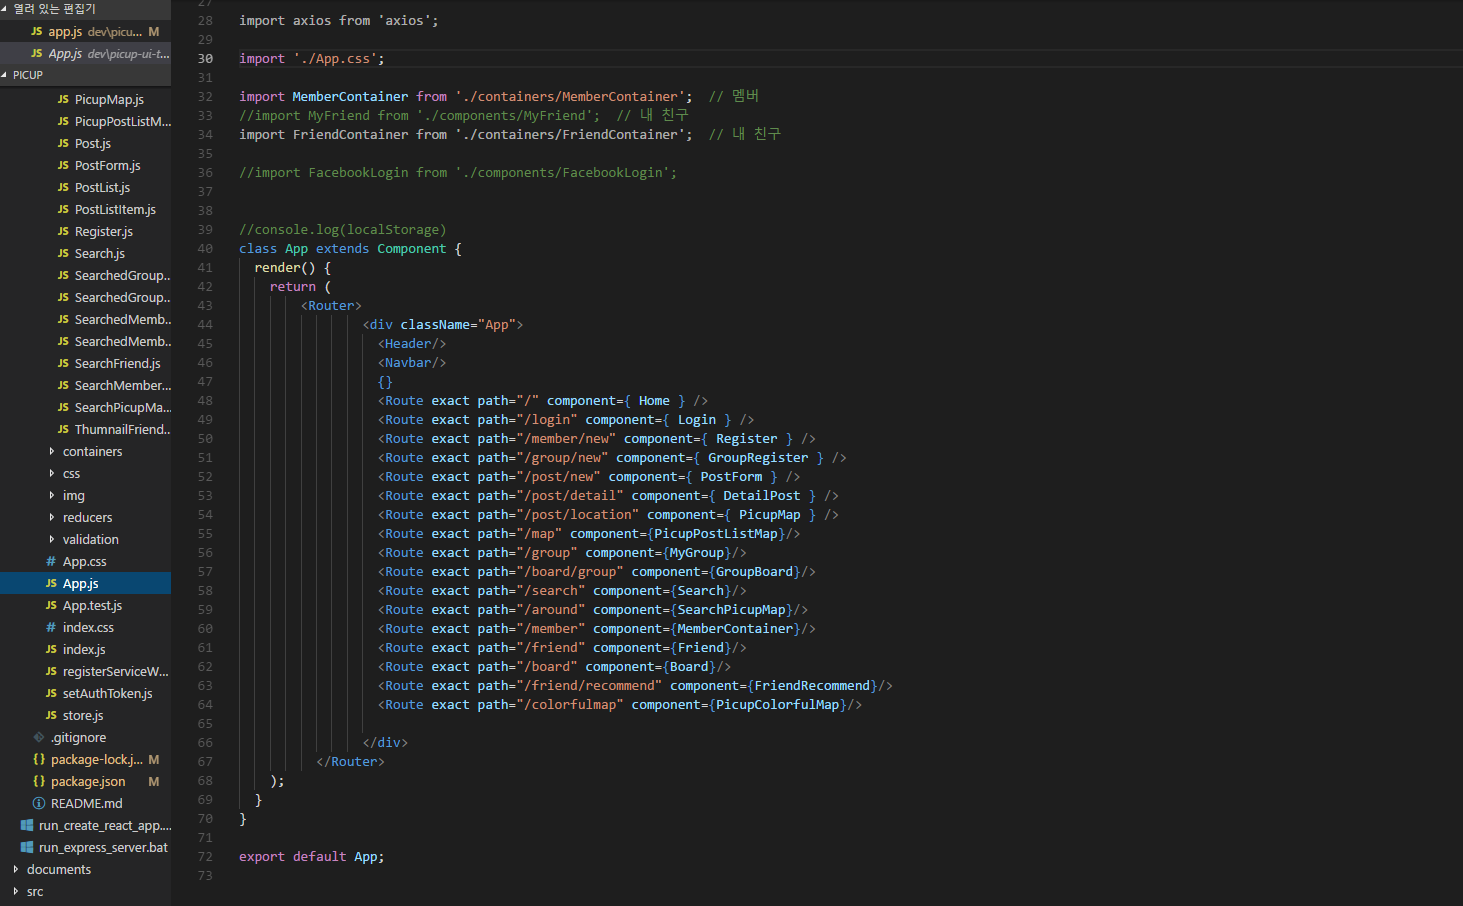 열려 있는 편집기
JS app.js dev\picu... M
JS App.js dev\picup-ui-t...
PICUP
JS PicupMap.js
JS PicupPostListM...
JS Post.js
JS PostForm.js
JS PostList.js
JS PostListItem.js
JS Register.js
JS Search.js
JS SearchedGroup...
JS SearchedGroup...
JS SearchedMemb...
JS SearchedMemb...
JS SearchFriend.js
JS SearchMember...
JS SearchPicupMa...
JS ThumnailFriend...
containers
css
img
reducers
validation
# App.css
JS App.js
JS App.test.js
# index.css
JS index.js
JS registerServiceW...
JS setAuthToken.js
JS store.js
.gitignore
{} package-lock.j... M
{} package.json M
README.md
run_create_react_app....
run_express_server.bat
documents
src
27
28 import axios from 'axios';
29
30 import './App.css';
31
32 import MemberContainer from './containers/MemberContainer';  // 멤버
33 //import MyFriend from './components/MyFriend';  // 내 친구
34 import FriendContainer from './containers/FriendContainer';  // 내 친구
35
36 //import FacebookLogin from './components/FacebookLogin';
37
38
39 //console.log(localStorage)
40 class App extends Component {
41 render() {
42 return (
43 <Router>
44 <div className="App">
45 <Header/>
46 <Navbar/>
47 {}
48 <Route exact path="/" component={ Home } />
49 <Route exact path="/login" component={ Login } />
50 <Route exact path="/member/new" component={ Register } />
51 <Route exact path="/group/new" component={ GroupRegister } />
52 <Route exact path="/post/new" component={ PostForm } />
53 <Route exact path="/post/detail" component={ DetailPost } />
54 <Route exact path="/post/location" component={ PicupMap } />
55 <Route exact path="/map" component={PicupPostListMap}/>
56 <Route exact path="/group" component={MyGroup}/>
57 <Route exact path="/board/group" component={GroupBoard}/>
58 <Route exact path="/search" component={Search}/>
59 <Route exact path="/around" component={SearchPicupMap}/>
60 <Route exact path="/member" component={MemberContainer}/>
61 <Route exact path="/friend" component={Friend}/>
62 <Route exact path="/board" component={Board}/>
63 <Route exact path="/friend/recommend" component={FriendRecommend}/>
64 <Route exact path="/colorfulmap" component={PicupColorfulMap}/>
65
66 </div>
67 </Router>
68 );
69 }
70 }
71
72 export default App;
73